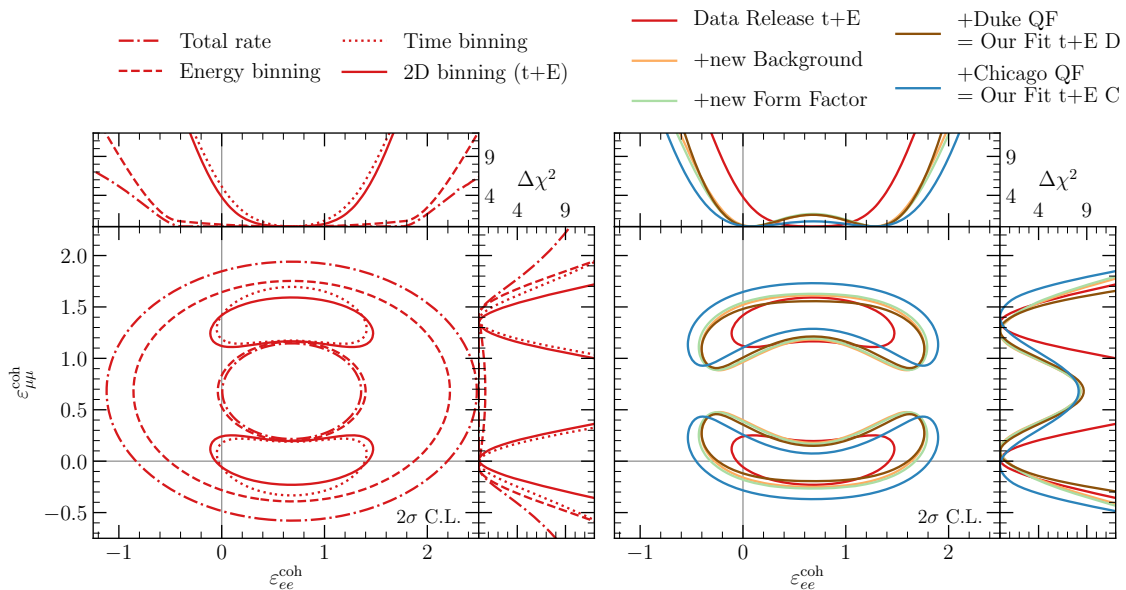 Total rate
Energy binning
Time binning
2D binning (t+E)
Data Release t+E
+new Background
+new Form Factor
+Duke QF
= Our Fit t+E D
+Chicago QF
= Our Fit t+E C
9
4
Δχ²
4 9
2.0
1.5
1.0
0.5
0.0
−0.5
ε^coh_μμ
2σ C.L.
−1 0 1 2
ε^coh_ee
9
4
Δχ²
4 9
2σ C.L.
−1 0 1 2
ε^coh_ee